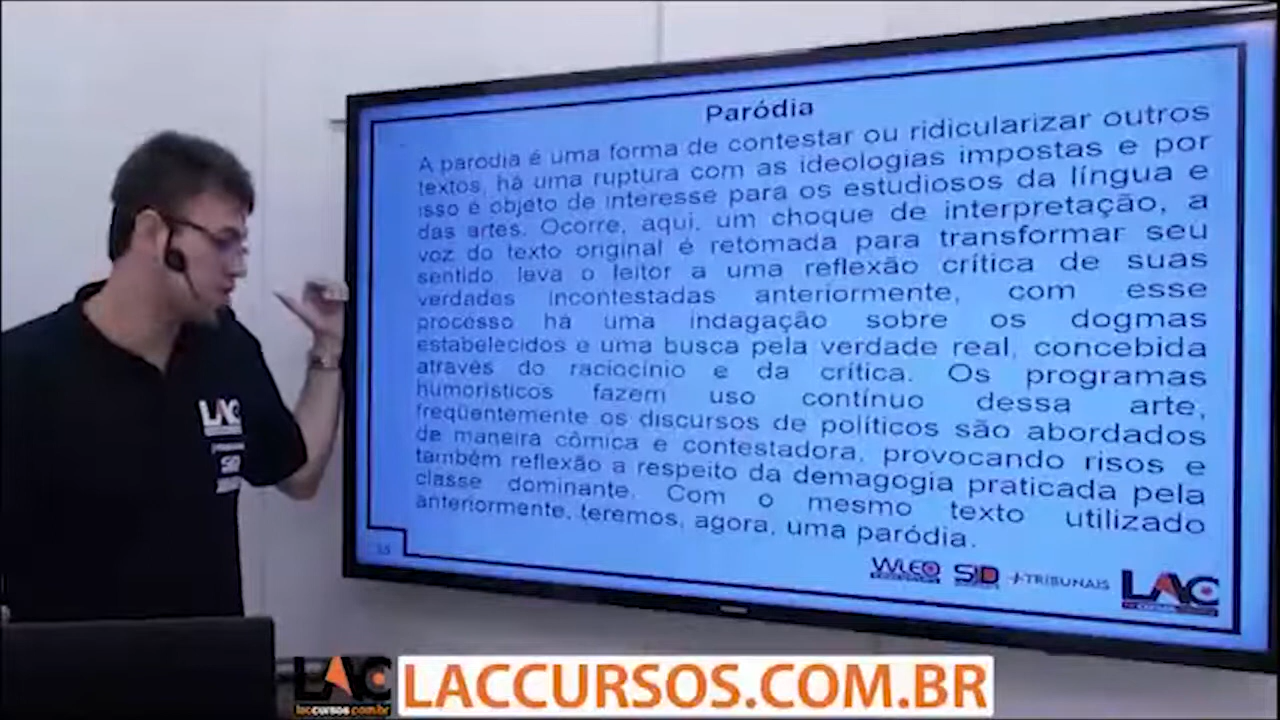 Paródia
A paródia é uma forma de contestar ou ridicularizar outros
textos, há uma ruptura com as ideologias impostas e por
isso é objeto de interesse para os estudiosos da língua e
das artes. Ocorre, aqui, um choque de interpretação, a
voz do texto original é retomada para transformar seu
sentido, leva o leitor a uma reflexão crítica de suas
verdades incontestadas anteriormente, com esse
processo há uma indagação sobre os dogmas
estabelecidos e uma busca pela verdade real, concebida
através do raciocínio e da crítica. Os programas
humorísticos fazem uso contínuo dessa arte,
freqüentemente os discursos de políticos são abordados
de maneira cômica e contestadora, provocando risos e
também reflexão a respeito da demagogia praticada pela
classe dominante. Com o mesmo texto utilizado
anteriormente, teremos, agora, uma paródia.
WLEO SID +TRIBUNAIS LAC
LAC
LAC
laccursos.com.br
LACCURSOS.COM.BR